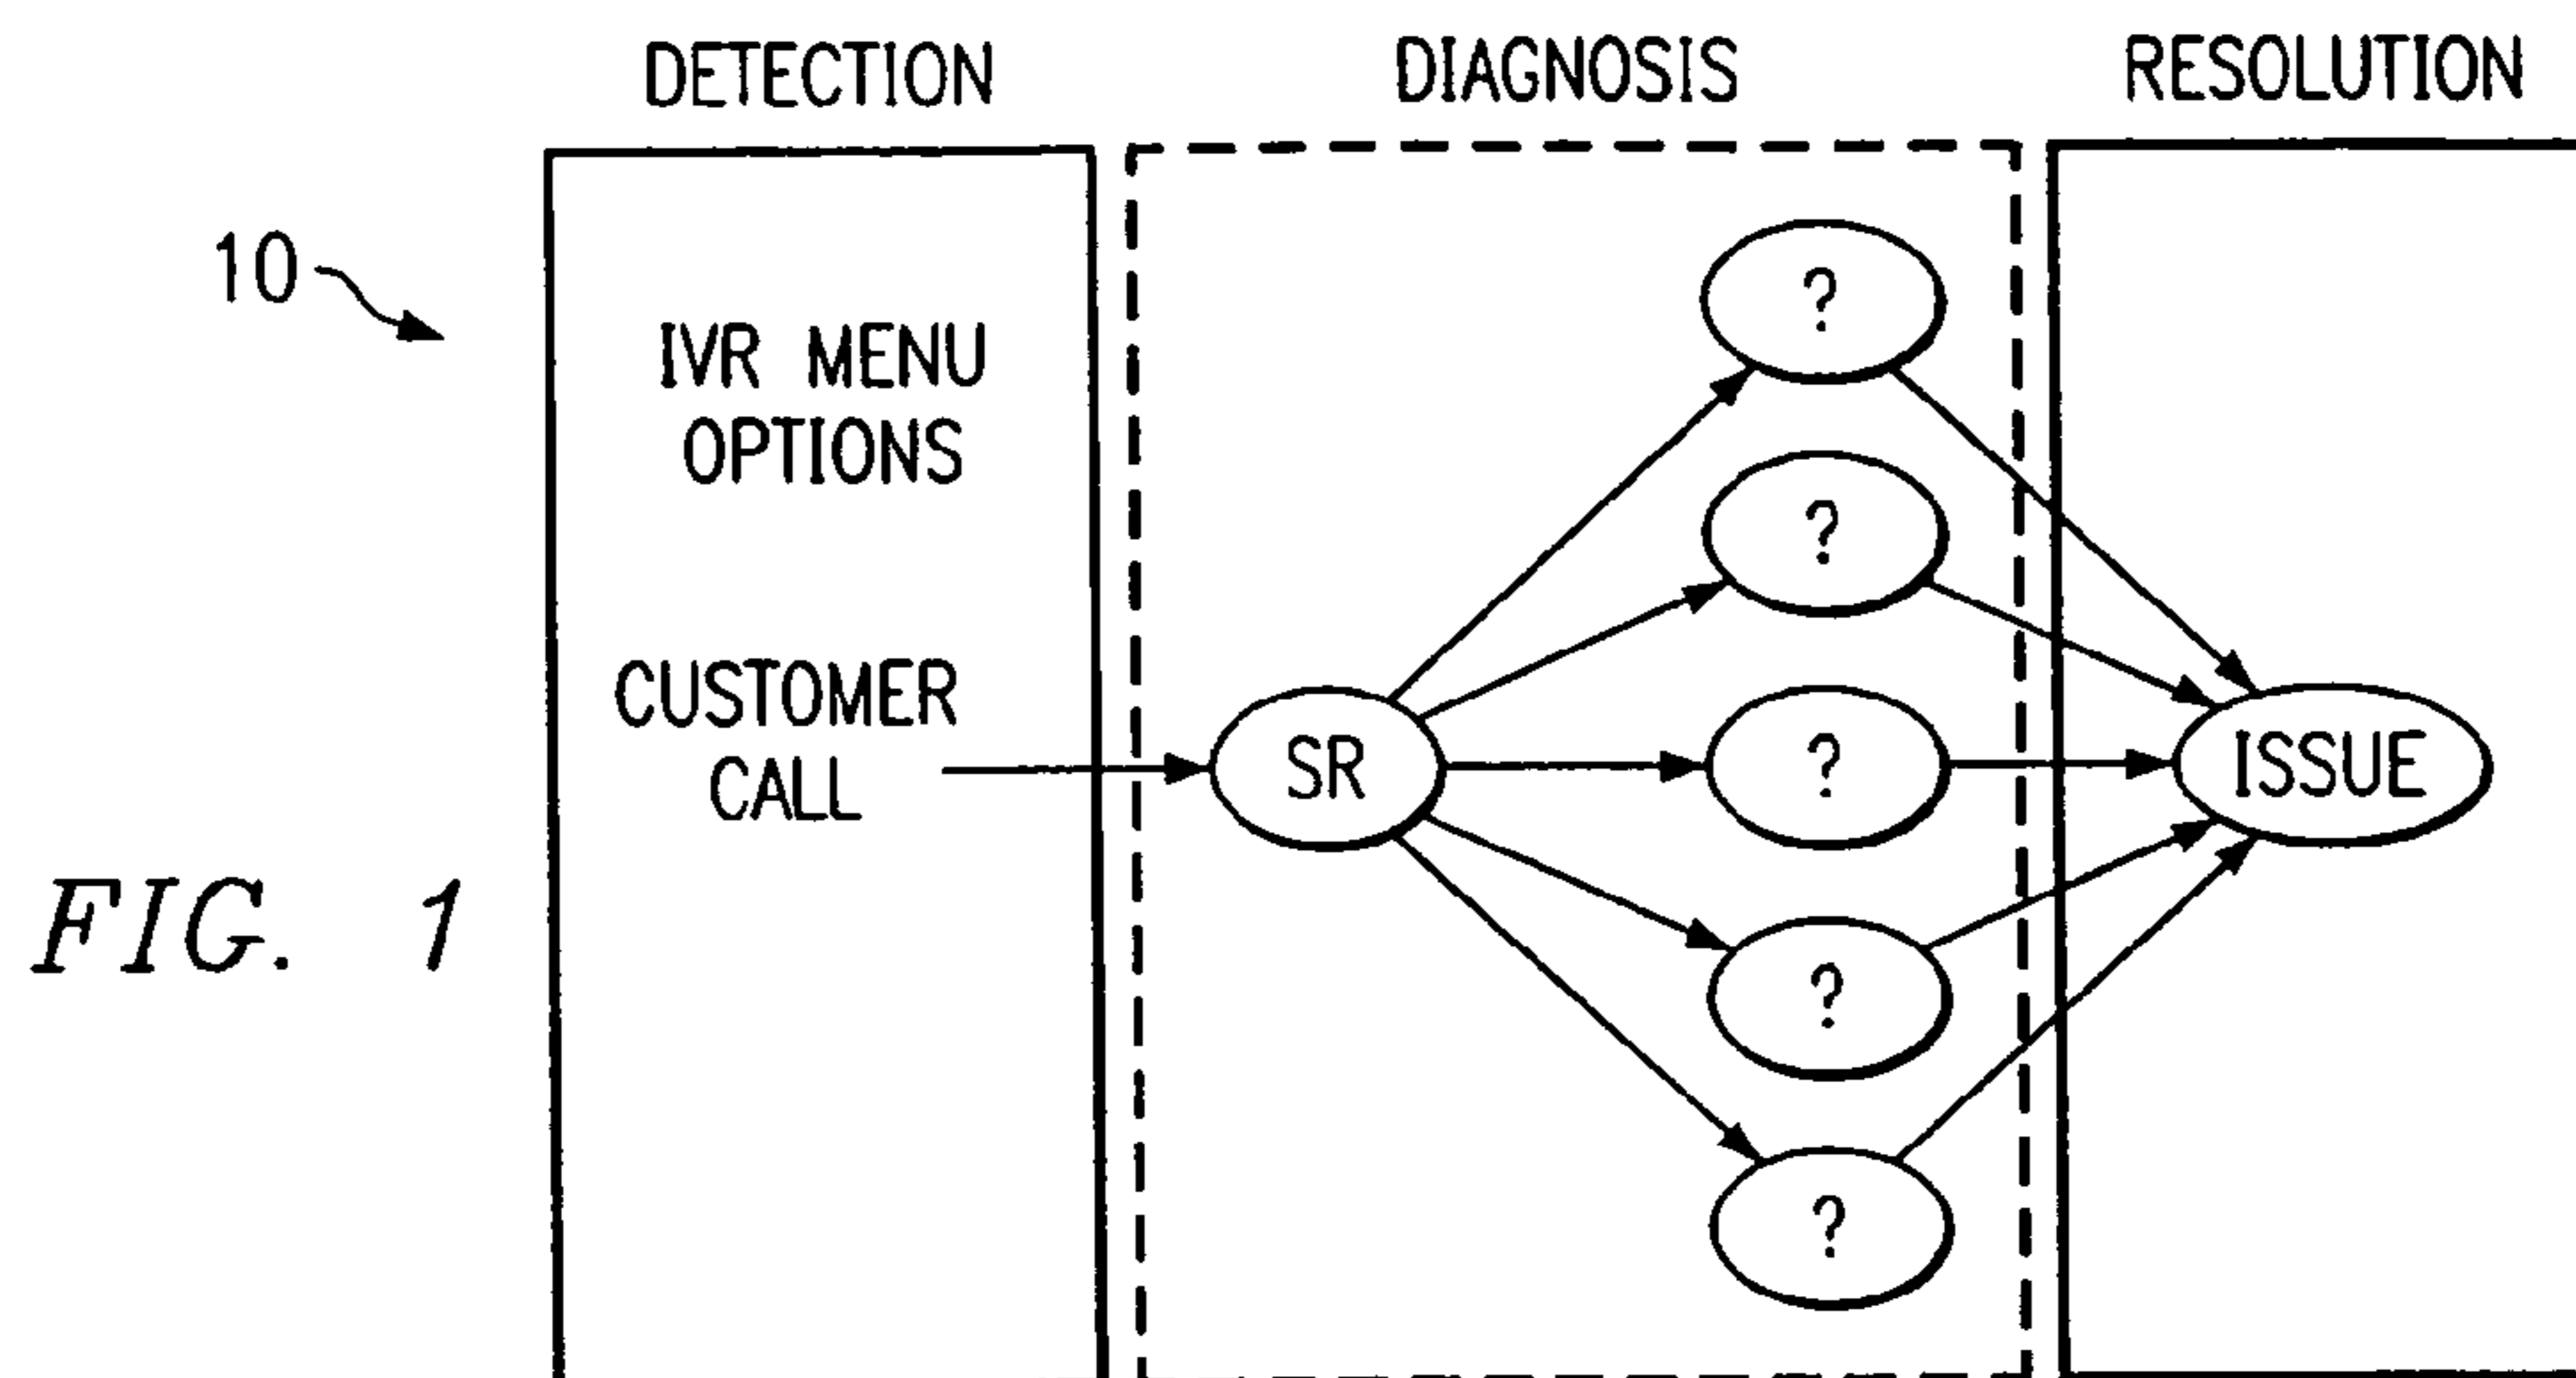 DETECTION
DIAGNOSIS
RESOLUTION
10
IVR MENU
OPTIONS
CUSTOMER
CALL
SR
?
?
?
?
?
ISSUE
FIG. 1